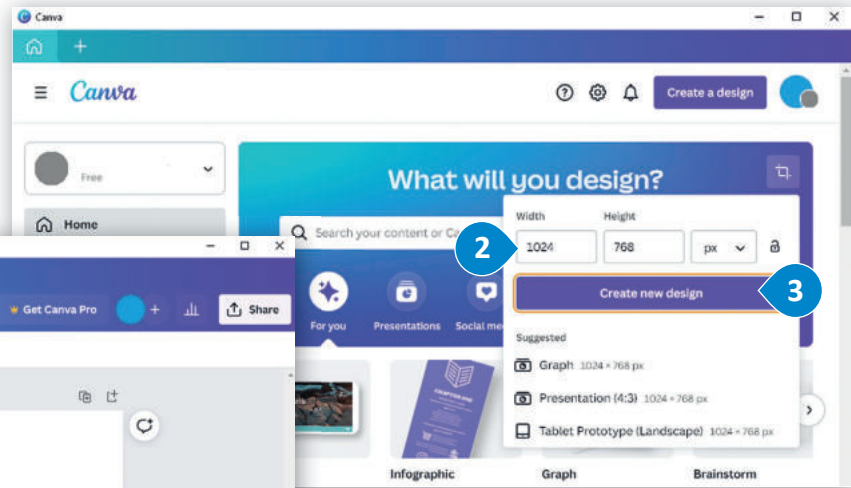 Canva
Canva
Create a design
Free
What will you design?
Home
Search your content or Ca
Width
Height
2
1024
768
px
Create new design
3
Get Canva Pro
Share
For you
Presentations
Social me
Suggested
Graph 1024 × 768 px
Presentation (4:3) 1024 × 768 px
Tablet Prototype (Landscape) 1024 × 768 px
Infographic
Graph
Brainstorm